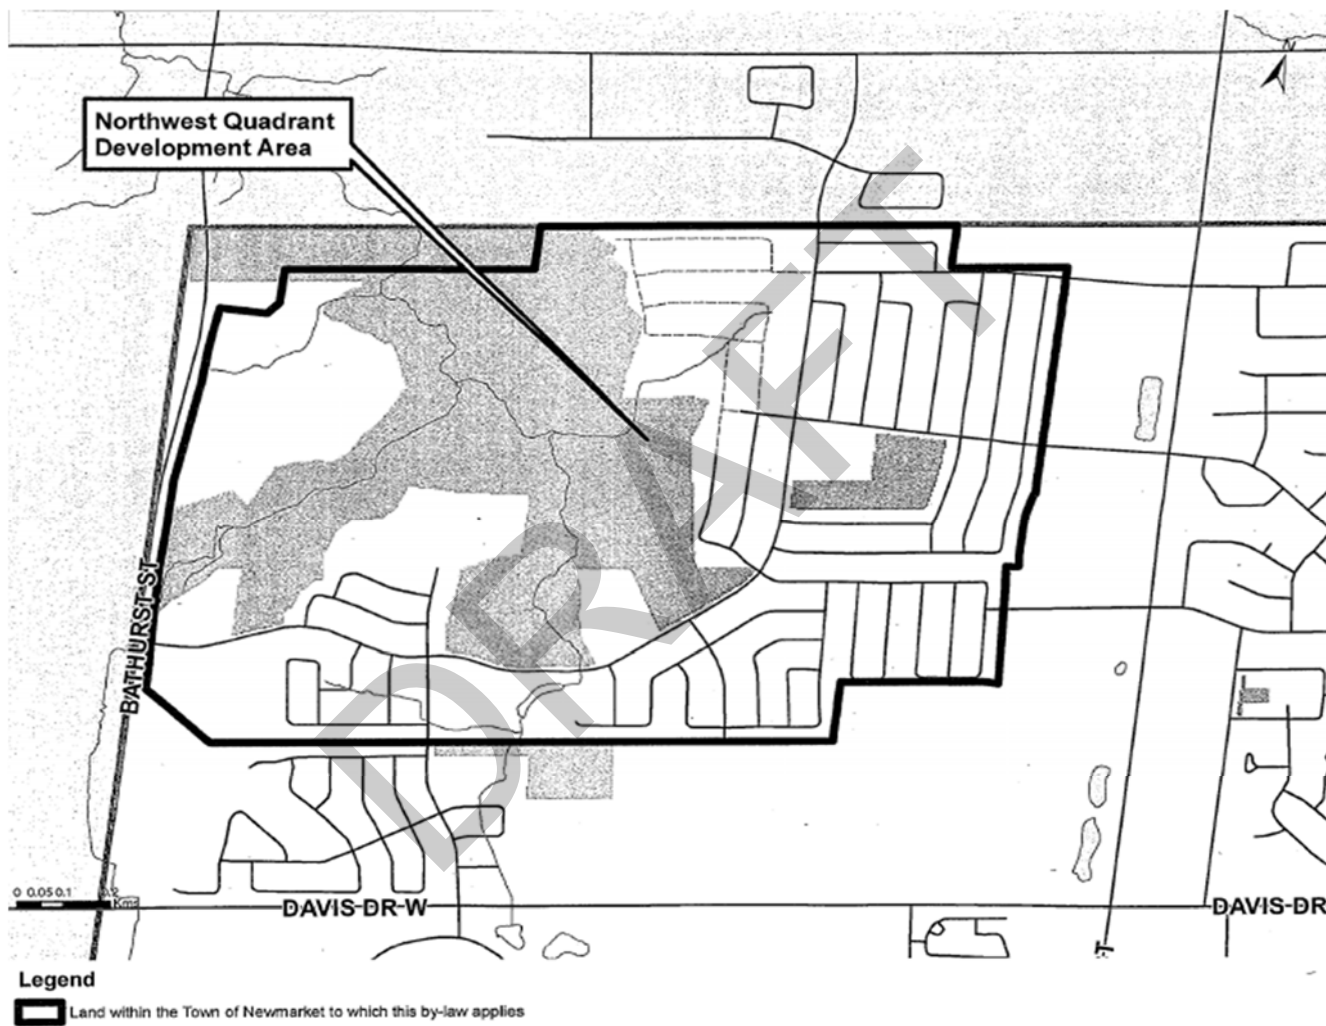 N
Northwest Quadrant
Development Area
DRAFT
BATHURST ST
0 0.05 0.1 0.2
Kms
DAVIS DR W
DAVIS DR
T
Legend
Land within the Town of Newmarket to which this by-law applies